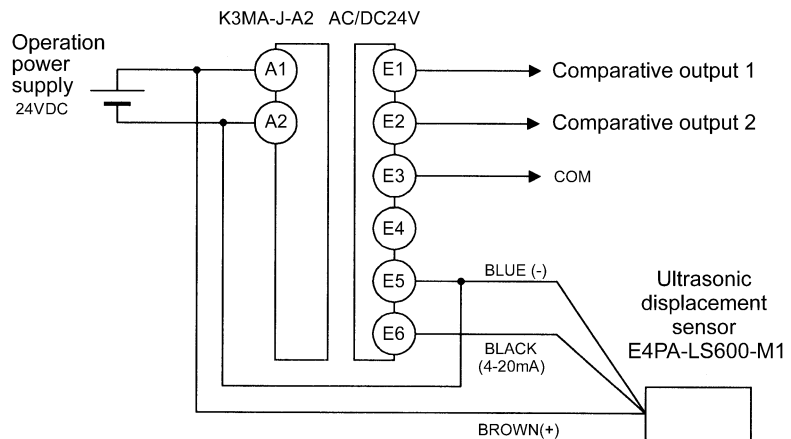 K3MA-J-A2 AC/DC24V
Operation
power
supply
24VDC
A1
A2
E1
E2
E3
E4
E5
E6
Comparative output 1
Comparative output 2
COM
BLUE (-)
BLACK
(4-20mA)
BROWN(+)
Ultrasonic
displacement
sensor
E4PA-LS600-M1